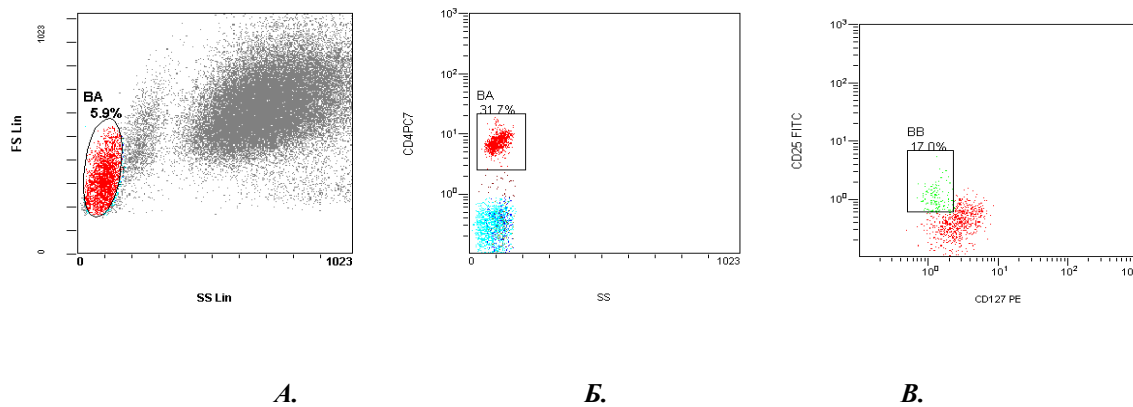 1023
BA
5.9%
FS Lin
0
0
1023
SS Lin
10³
10²
BA
31.7%
CD4PC7
10¹
10⁰
0
1023
SS
10³
10²
CD25 FITC
10¹
BB
17.0%
10⁰
10⁰
10¹
10²
CD127 PE
А.
Б.
В.